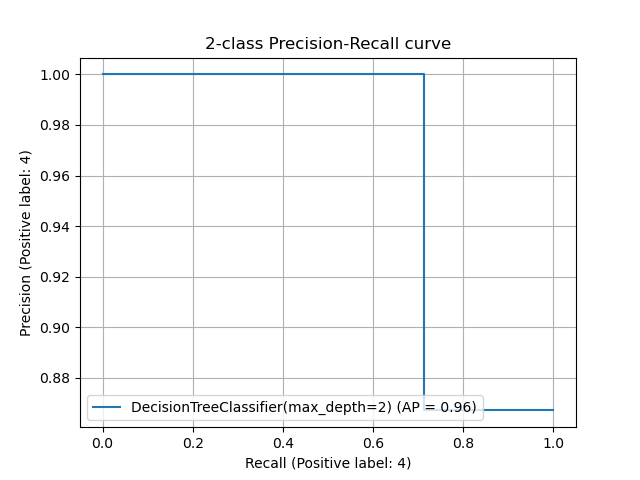 2-class Precision-Recall curve
1.00
0.98
0.96
0.94
0.92
0.90
0.88
Precision (Positive label: 4)
DecisionTreeClassifier(max_depth=2) (AP = 0.96)
0.0 0.2 0.4 0.6 0.8 1.0
Recall (Positive label: 4)